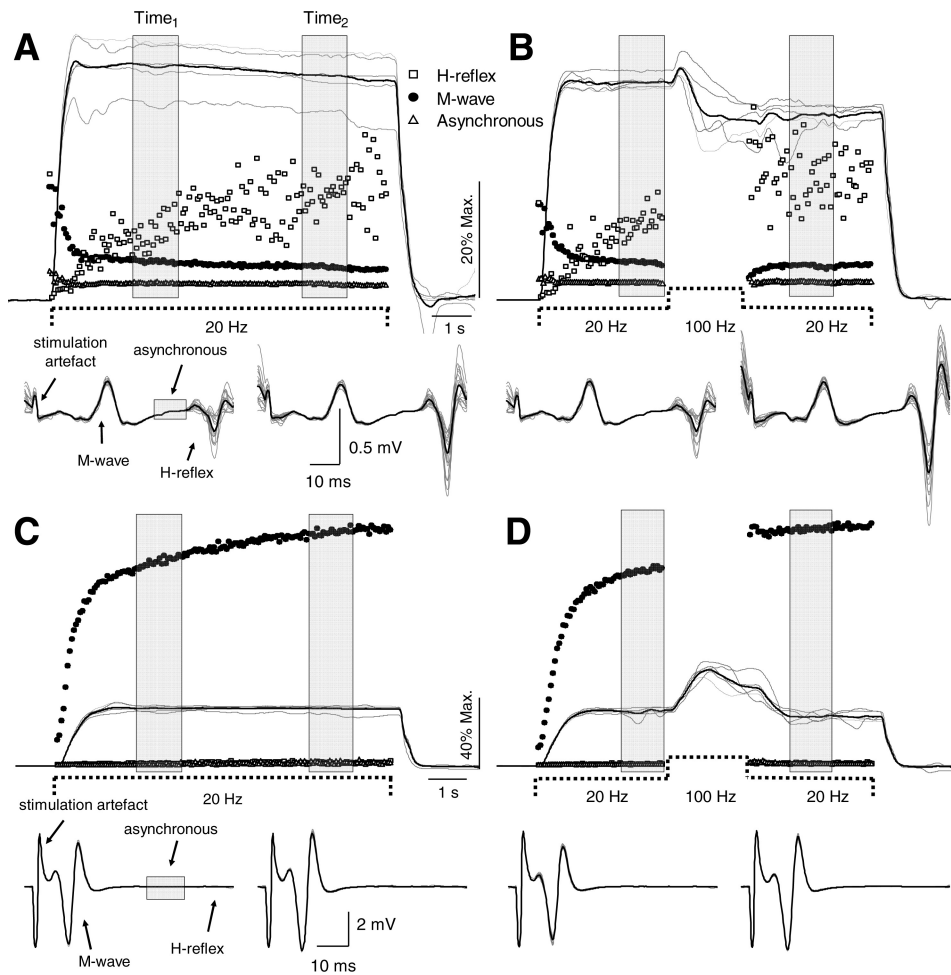 Time1
Time2
A
B
H-reflex
M-wave
Asynchronous
20% Max.
1 s
20 Hz
20 Hz
100 Hz
20 Hz
stimulation
artefact
asynchronous
M-wave
H-reflex
0.5 mV
10 ms
C
D
40% Max.
1 s
20 Hz
20 Hz
100 Hz
20 Hz
stimulation artefact
asynchronous
M-wave
H-reflex
2 mV
10 ms